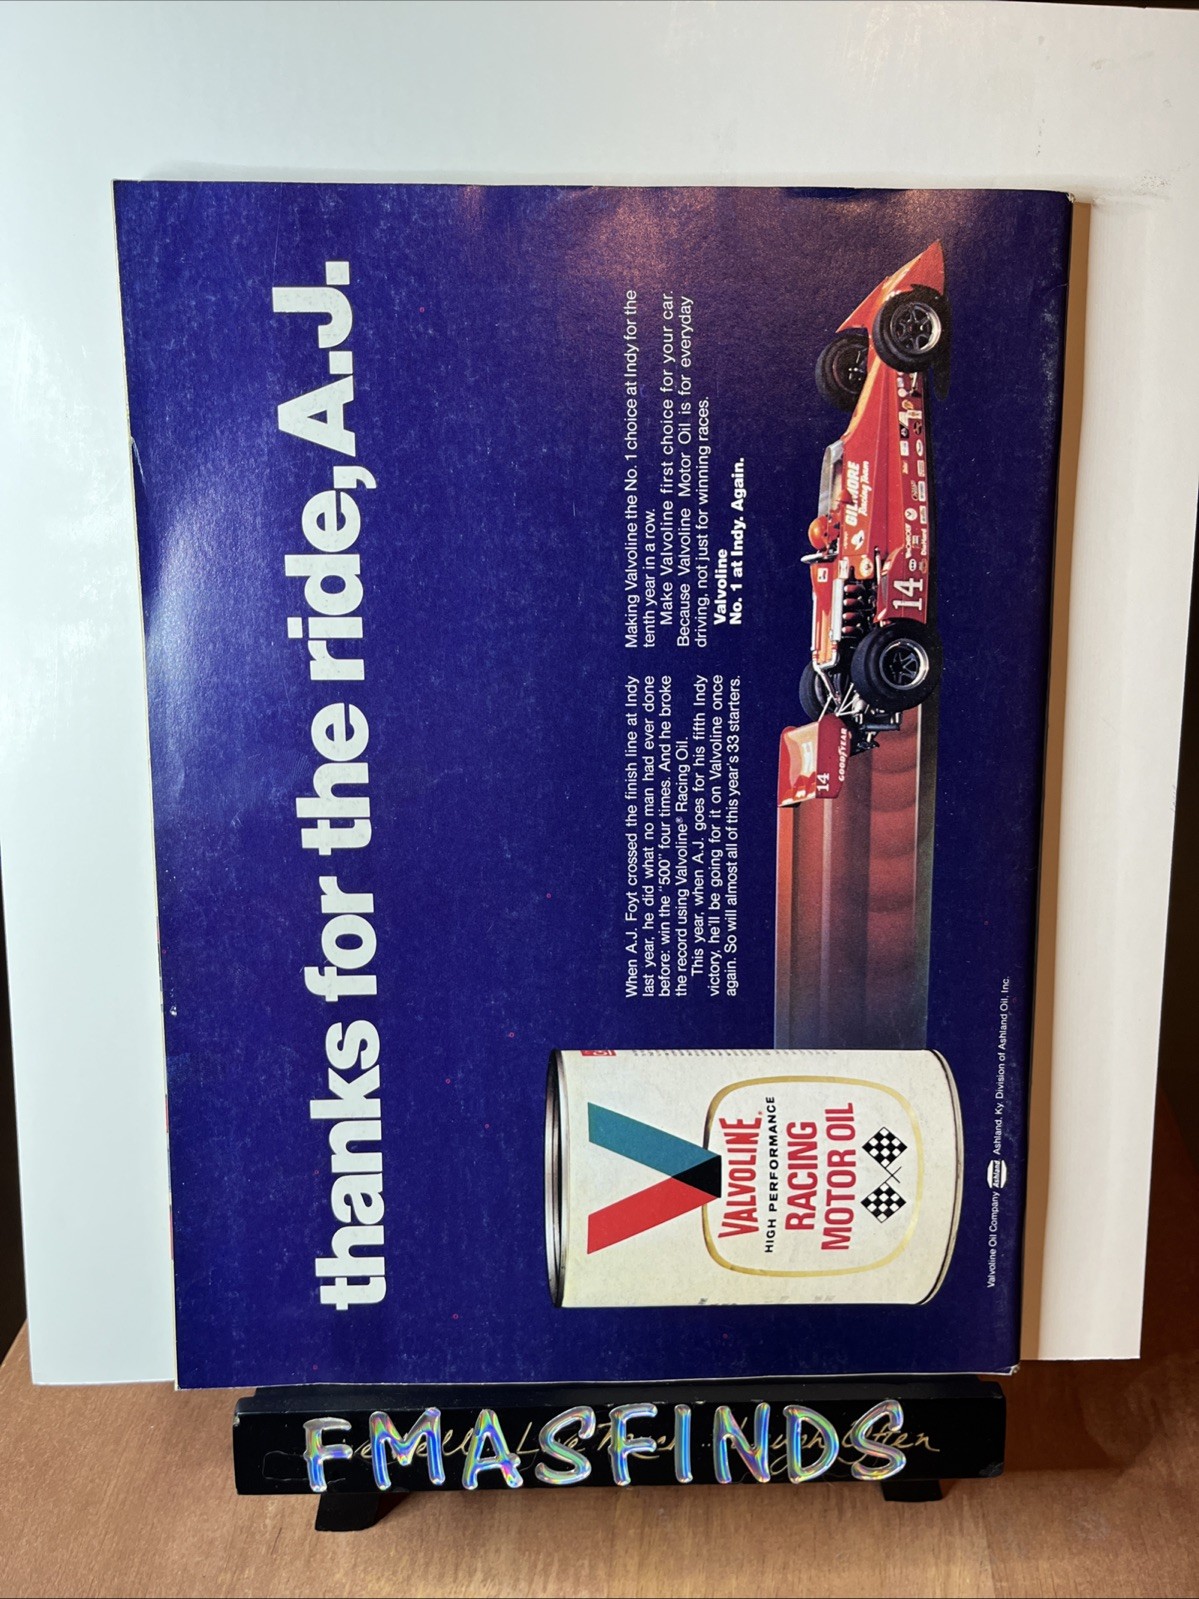 thanks for the ride, A.J.
When A.J. Foyt crossed the finish line at Indy
last year, he did what no man had ever done
before: win the "500" four times. And he broke
the record using Valvoline® Racing Oil.
This year, when A.J. goes for his fifth Indy
victory, he'll be going for it on Valvoline once
again. So will almost all of this year's 33 starters.
Making Valvoline the No. 1 choice at Indy for the
tenth year in a row.
Make Valvoline first choice for your car.
Because Valvoline Motor Oil is for everyday
driving, not just for winning races.
Valvoline
No. 1 at Indy. Again.
VALVOLINE®
HIGH PERFORMANCE
RACING
MOTOR OIL
14
GOODYEAR
GILMORE
Racing Team
14
Valvoline Oil Company Ashland Ashland, Ky. Division of Ashland Oil, Inc.
FMASFINDS